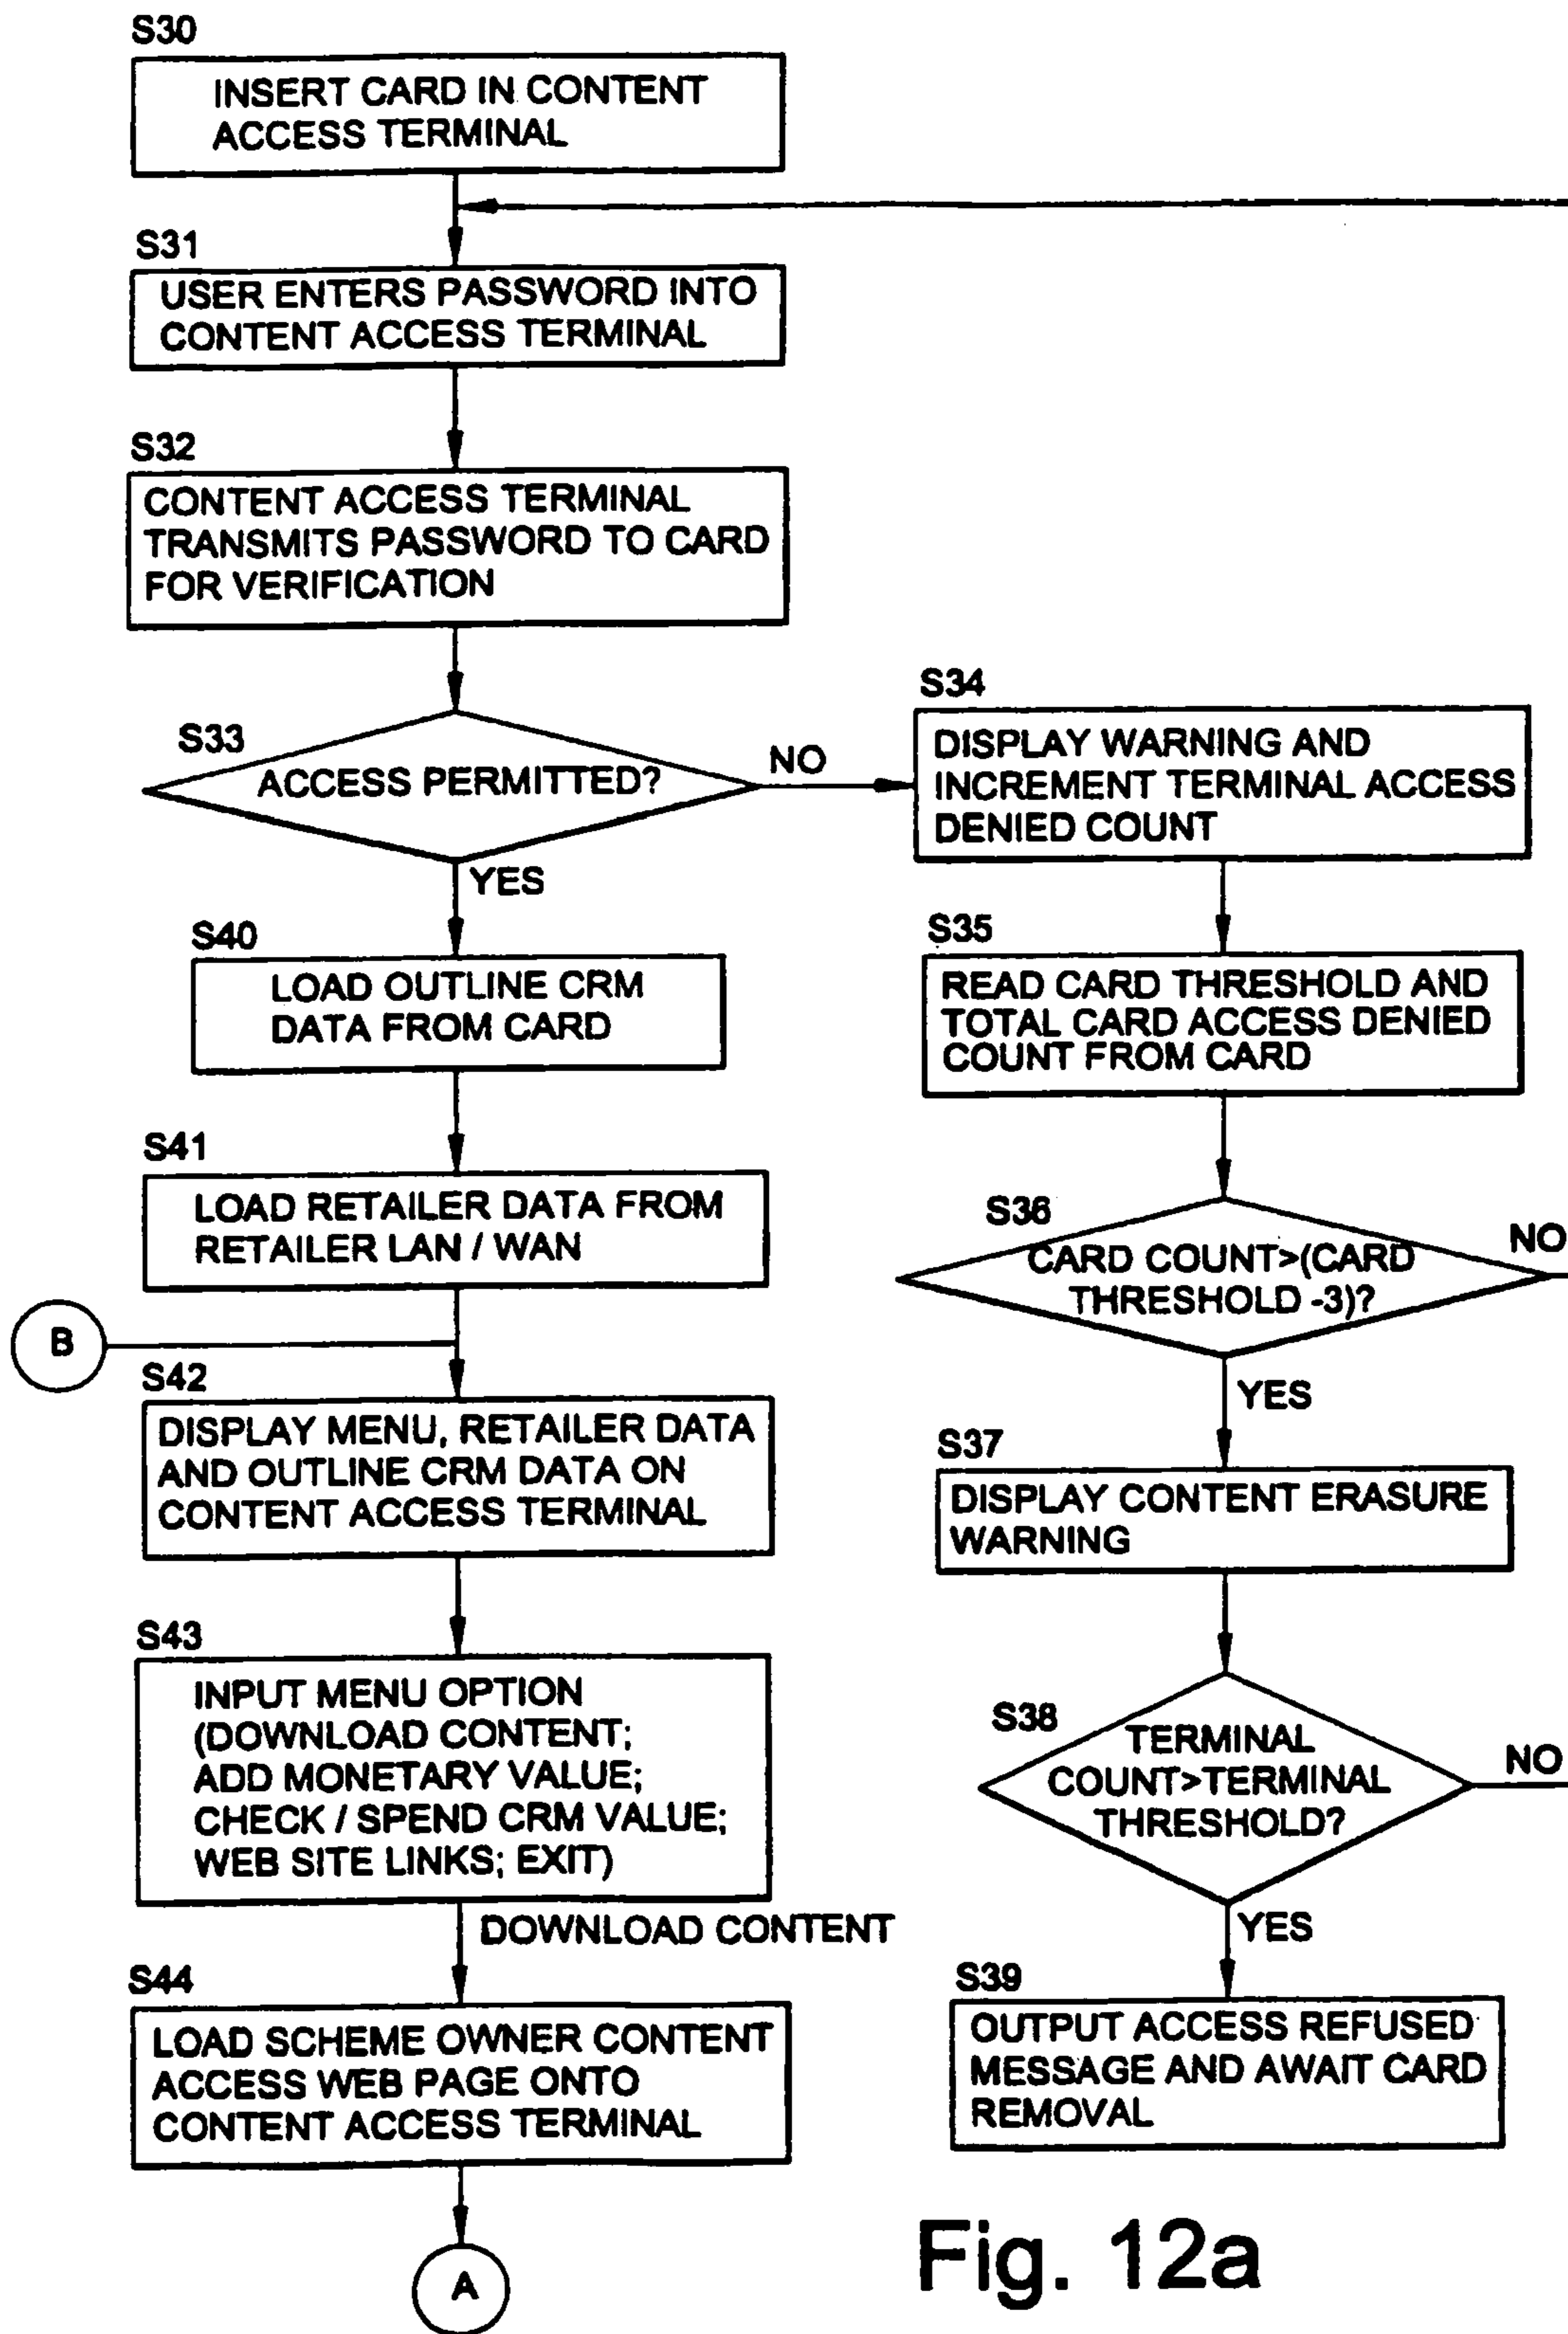 S30
INSERT CARD IN CONTENT
ACCESS TERMINAL
S31
USER ENTERS PASSWORD INTO
CONTENT ACCESS TERMINAL
S32
CONTENT ACCESS TERMINAL
TRANSMITS PASSWORD TO CARD
FOR VERIFICATION
S33
ACCESS PERMITTED?
NO
YES
S34
DISPLAY WARNING AND
INCREMENT TERMINAL ACCESS
DENIED COUNT
S35
READ CARD THRESHOLD AND
TOTAL CARD ACCESS DENIED
COUNT FROM CARD
S36
CARD COUNT>(CARD
THRESHOLD -3)?
NO
YES
S37
DISPLAY CONTENT ERASURE
WARNING
S38
TERMINAL
COUNT>TERMINAL
THRESHOLD?
NO
YES
S39
OUTPUT ACCESS REFUSED
MESSAGE AND AWAIT CARD
REMOVAL
S40
LOAD OUTLINE CRM
DATA FROM CARD
S41
LOAD RETAILER DATA FROM
RETAILER LAN / WAN
B
S42
DISPLAY MENU, RETAILER DATA
AND OUTLINE CRM DATA ON
CONTENT ACCESS TERMINAL
S43
INPUT MENU OPTION
(DOWNLOAD CONTENT;
ADD MONETARY VALUE;
CHECK / SPEND CRM VALUE;
WEB SITE LINKS; EXIT)
DOWNLOAD CONTENT
S44
LOAD SCHEME OWNER CONTENT
ACCESS WEB PAGE ONTO
CONTENT ACCESS TERMINAL
A
Fig. 12a